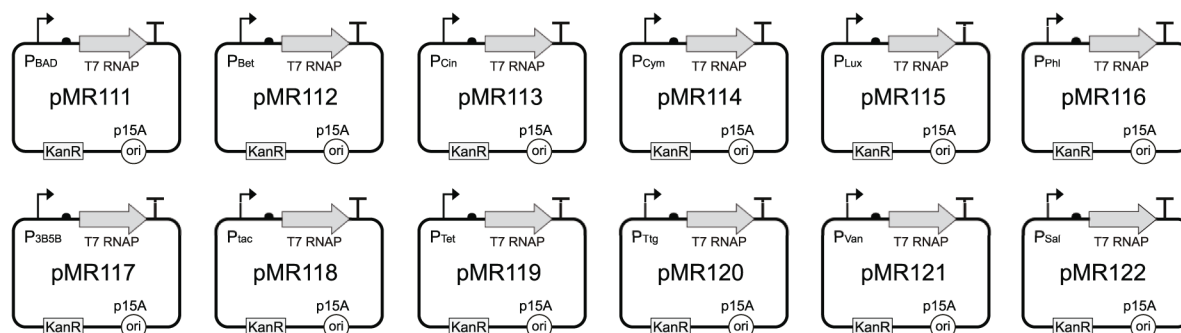 PBAD T7 RNAP PBet T7 RNAP PCin T7 RNAP PCym T7 RNAP PLux T7 RNAP PPhl T7 RNAP
pMR111 pMR112 pMR113 pMR114 pMR115 pMR116
p15A p15A p15A p15A p15A p15A
KanR ori KanR ori KanR ori KanR ori KanR ori KanR ori
P3B5B T7 RNAP Ptac T7 RNAP PTet T7 RNAP PTtg T7 RNAP PVan T7 RNAP PSal T7 RNAP
pMR117 pMR118 pMR119 pMR120 pMR121 pMR122
p15A p15A p15A p15A p15A p15A
KanR ori KanR ori KanR ori KanR ori KanR ori KanR ori